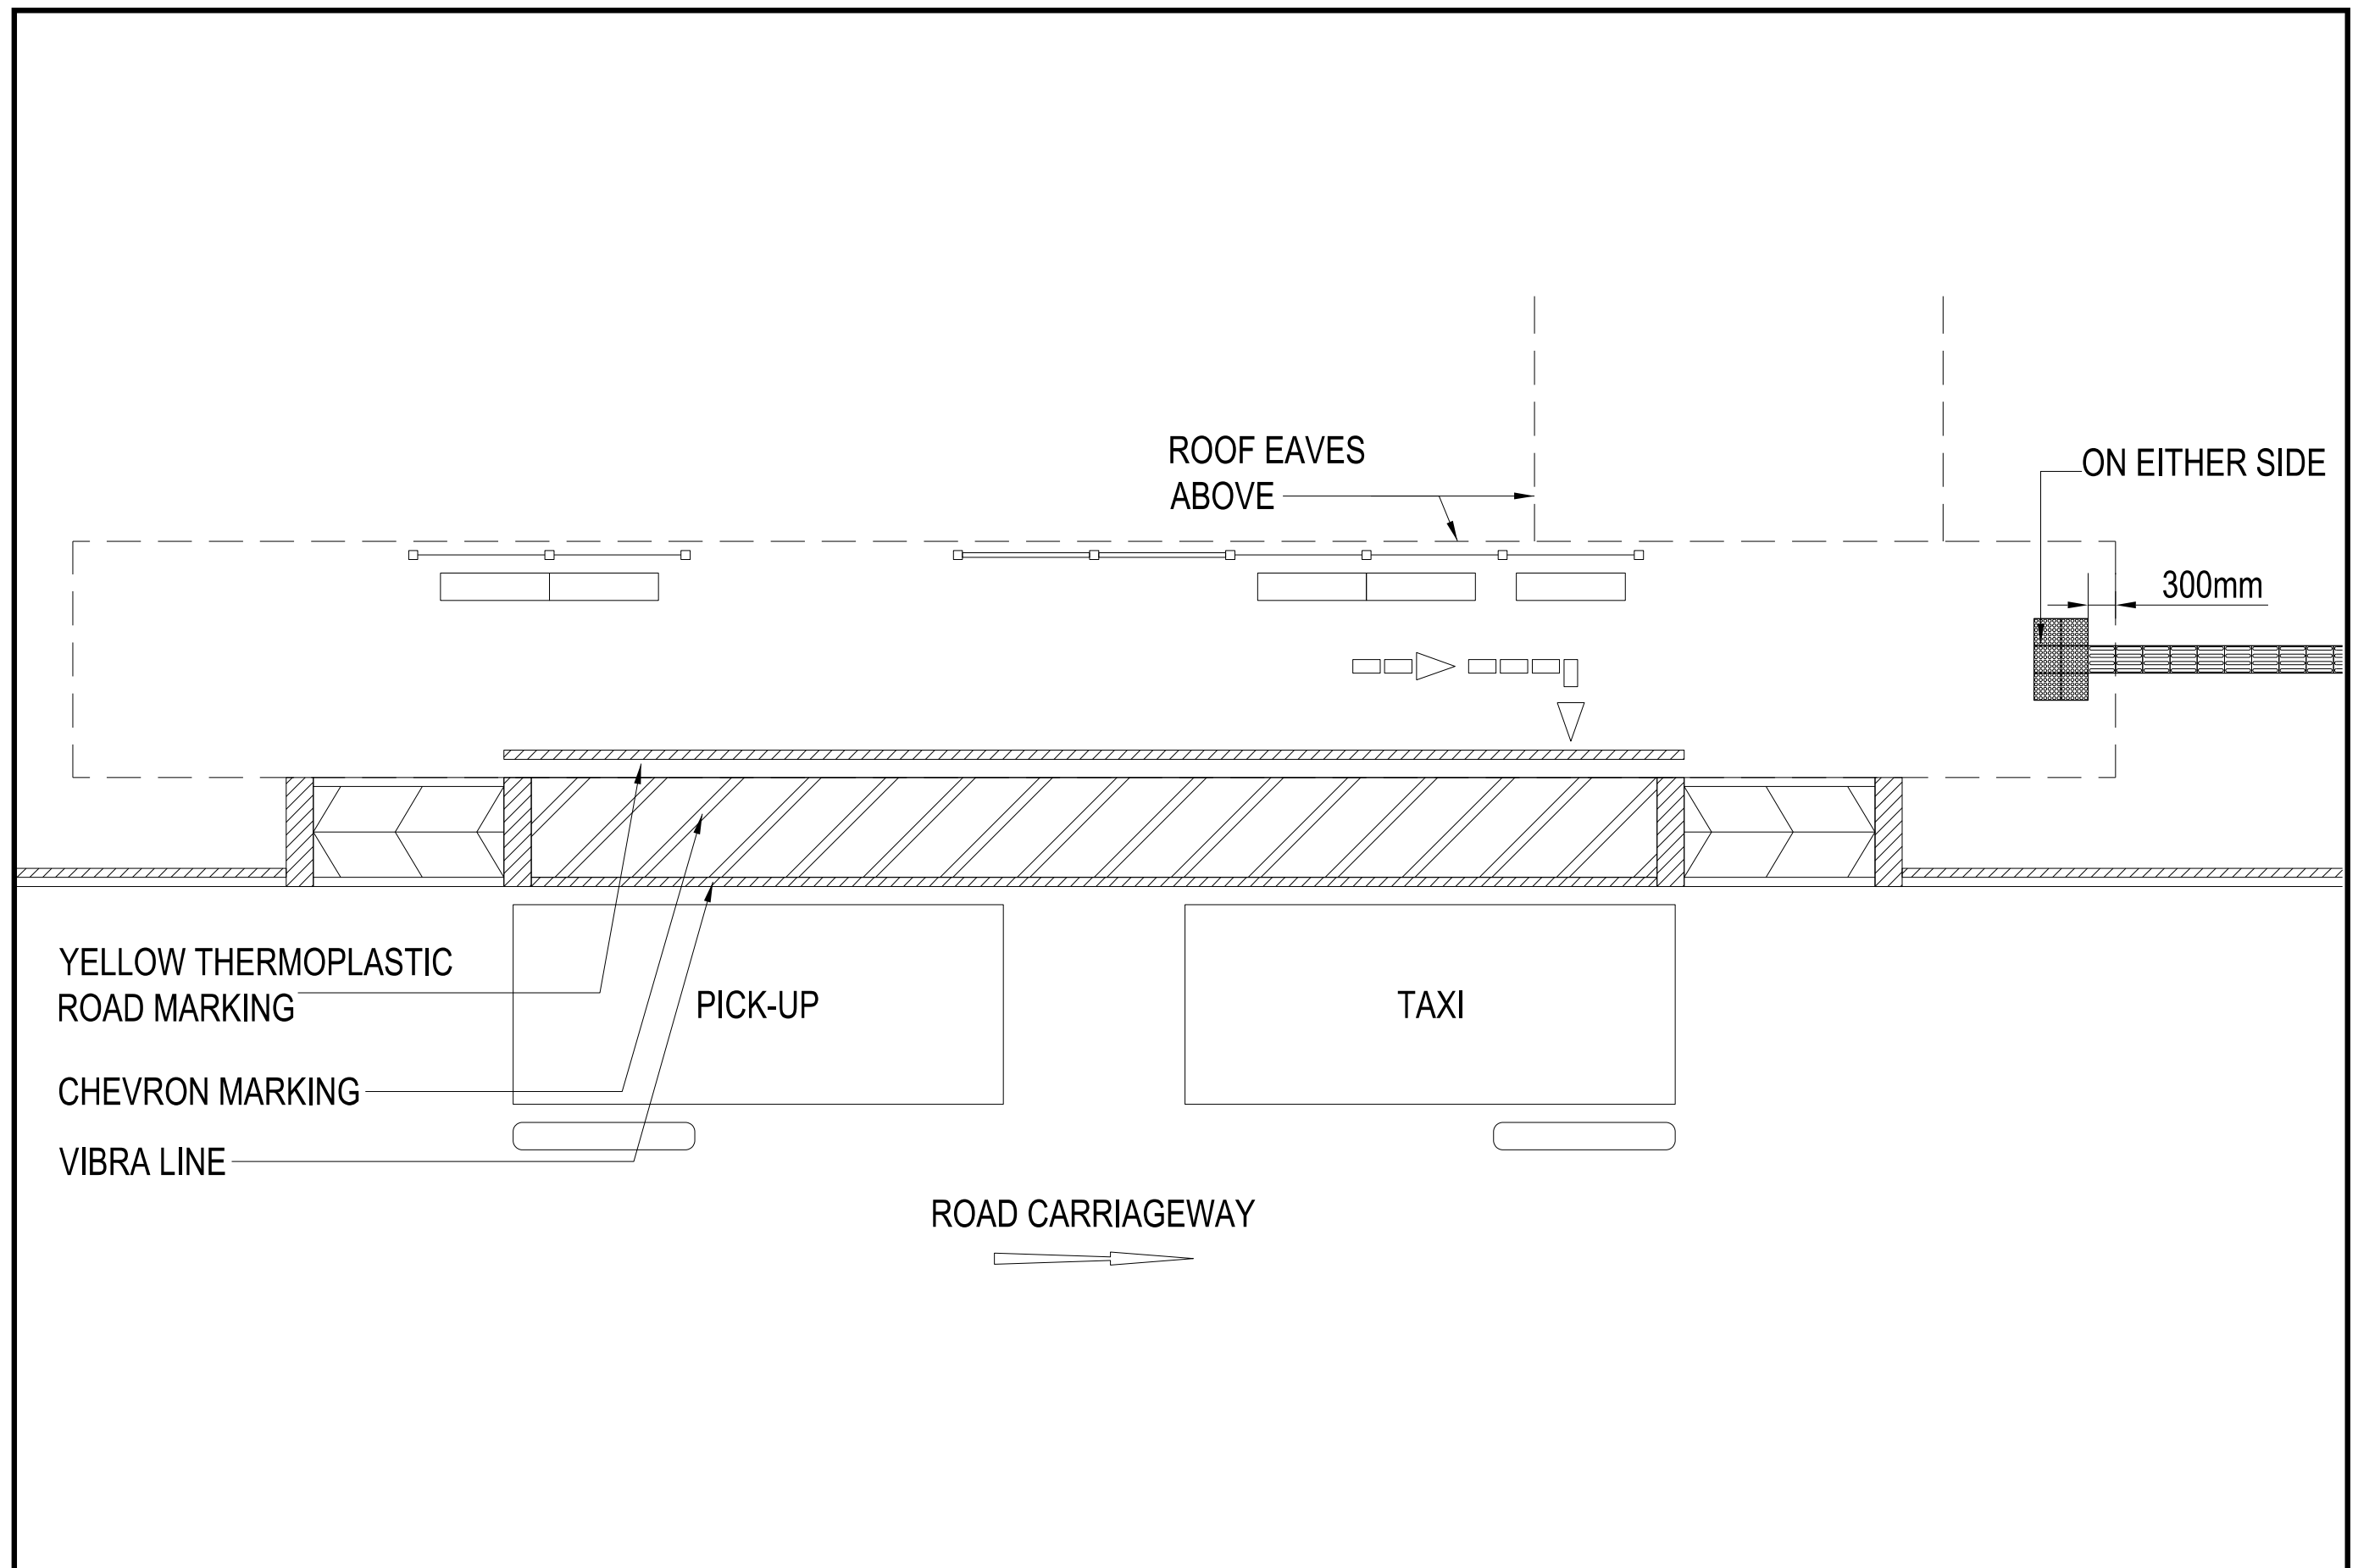 ROOF EAVES
ABOVE
ON EITHER SIDE
300mm
YELLOW THERMOPLASTIC
ROAD MARKING
PICK-UP
TAXI
CHEVRON MARKING
VIBRA LINE
ROAD CARRIAGEWAY